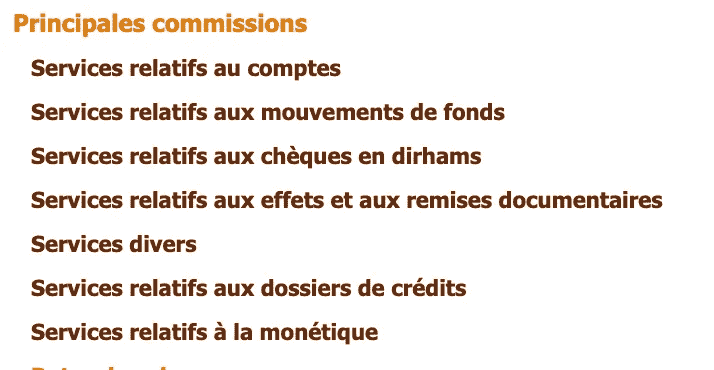 Principales commissions
Services relatifs au comptes
Services relatifs aux mouvements de fonds
Services relatifs aux chèques en dirhams
Services relatifs aux effets et aux remises documentaires
Services divers
Services relatifs aux dossiers de crédits
Services relatifs à la monétique